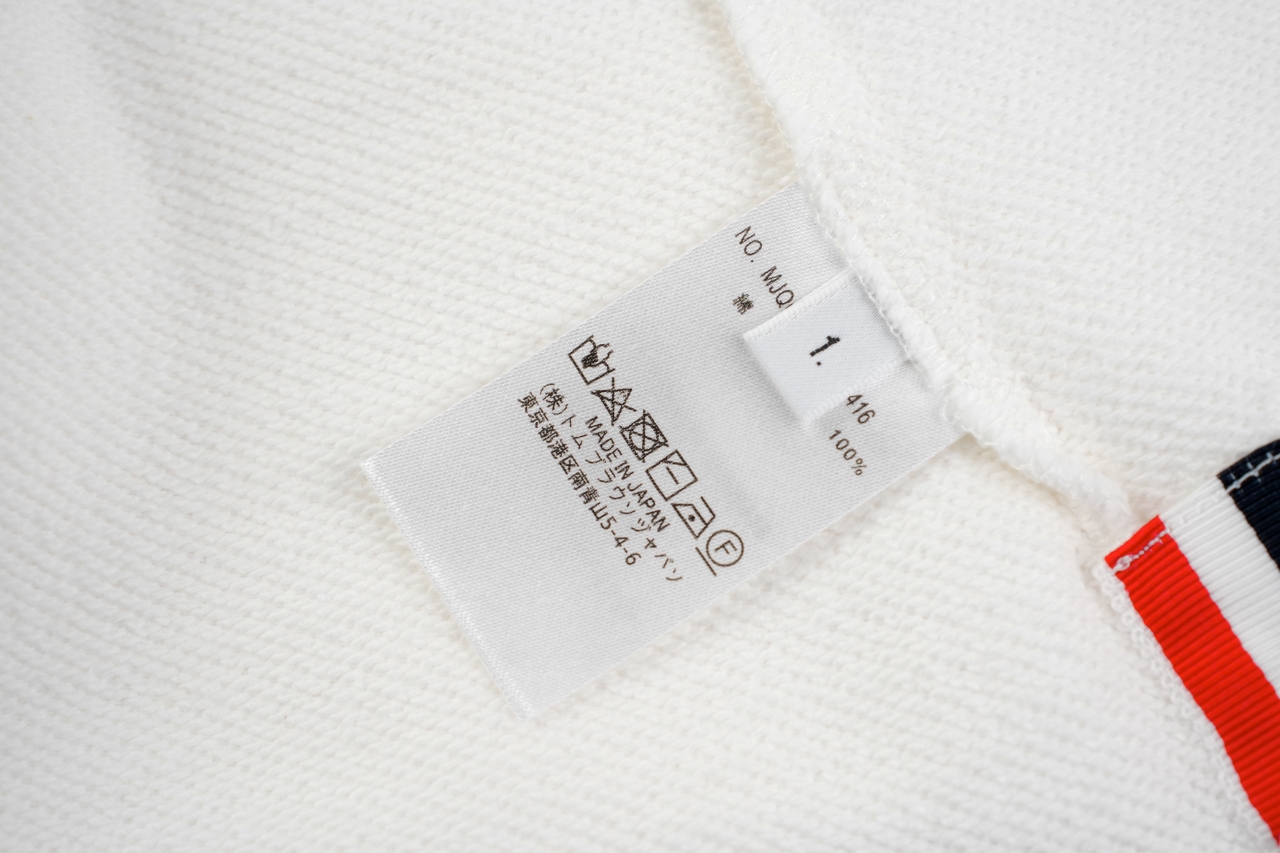 NO. MJQ 416
綿 100%
1.
F
MADE IN JAPAN
(株)トム ブラウン ジャパン
東京都港区南青山5-4-6